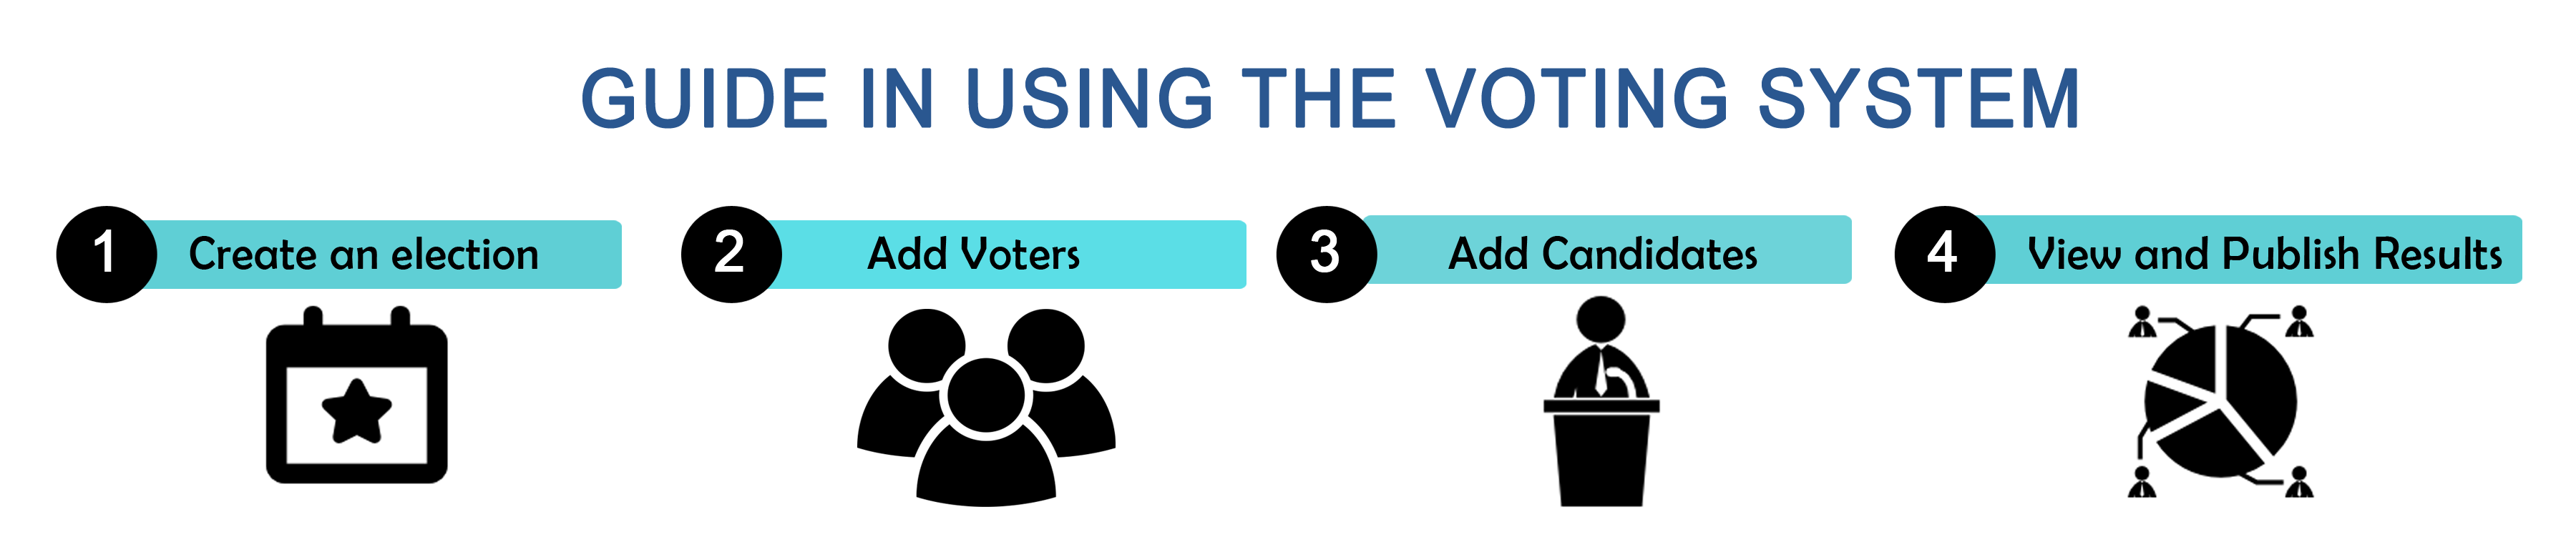 GUIDE IN USING THE VOTING SYSTEM
1 Create an election
2 Add Voters
3 Add Candidates
4 View and Publish Results